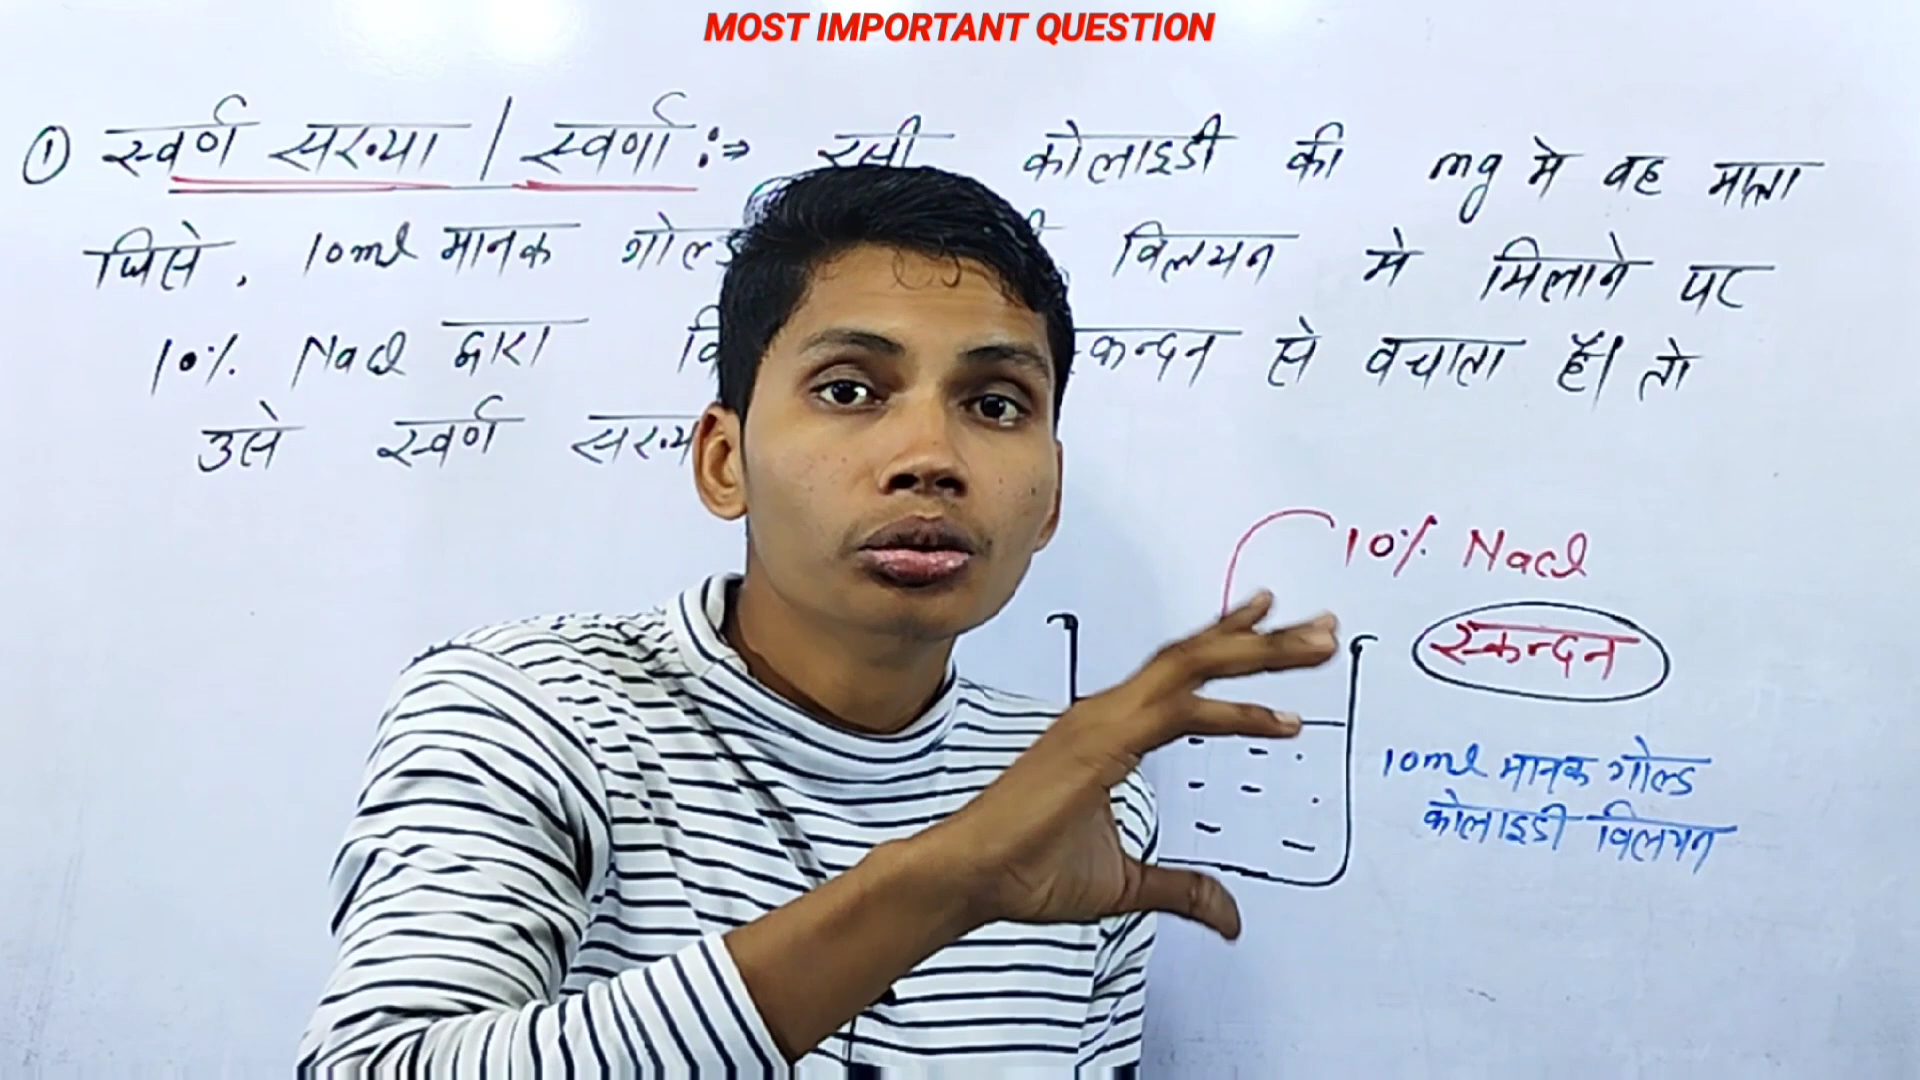 MOST IMPORTANT QUESTION
① स्वर्ण संख्या / स्वर्णा :⇒ रक्षी कोलाइडी की mg मे वह मात्रा
जिसे, 10ml मानक गोल्ड विलयन मे मिलाने पर
10% NaCl द्वारा स्कन्दन से बचाता है। तो
उसे स्वर्ण
10% NaCl
स्कन्दन
10ml मानक गोल्ड
कोलाइडी विलयन